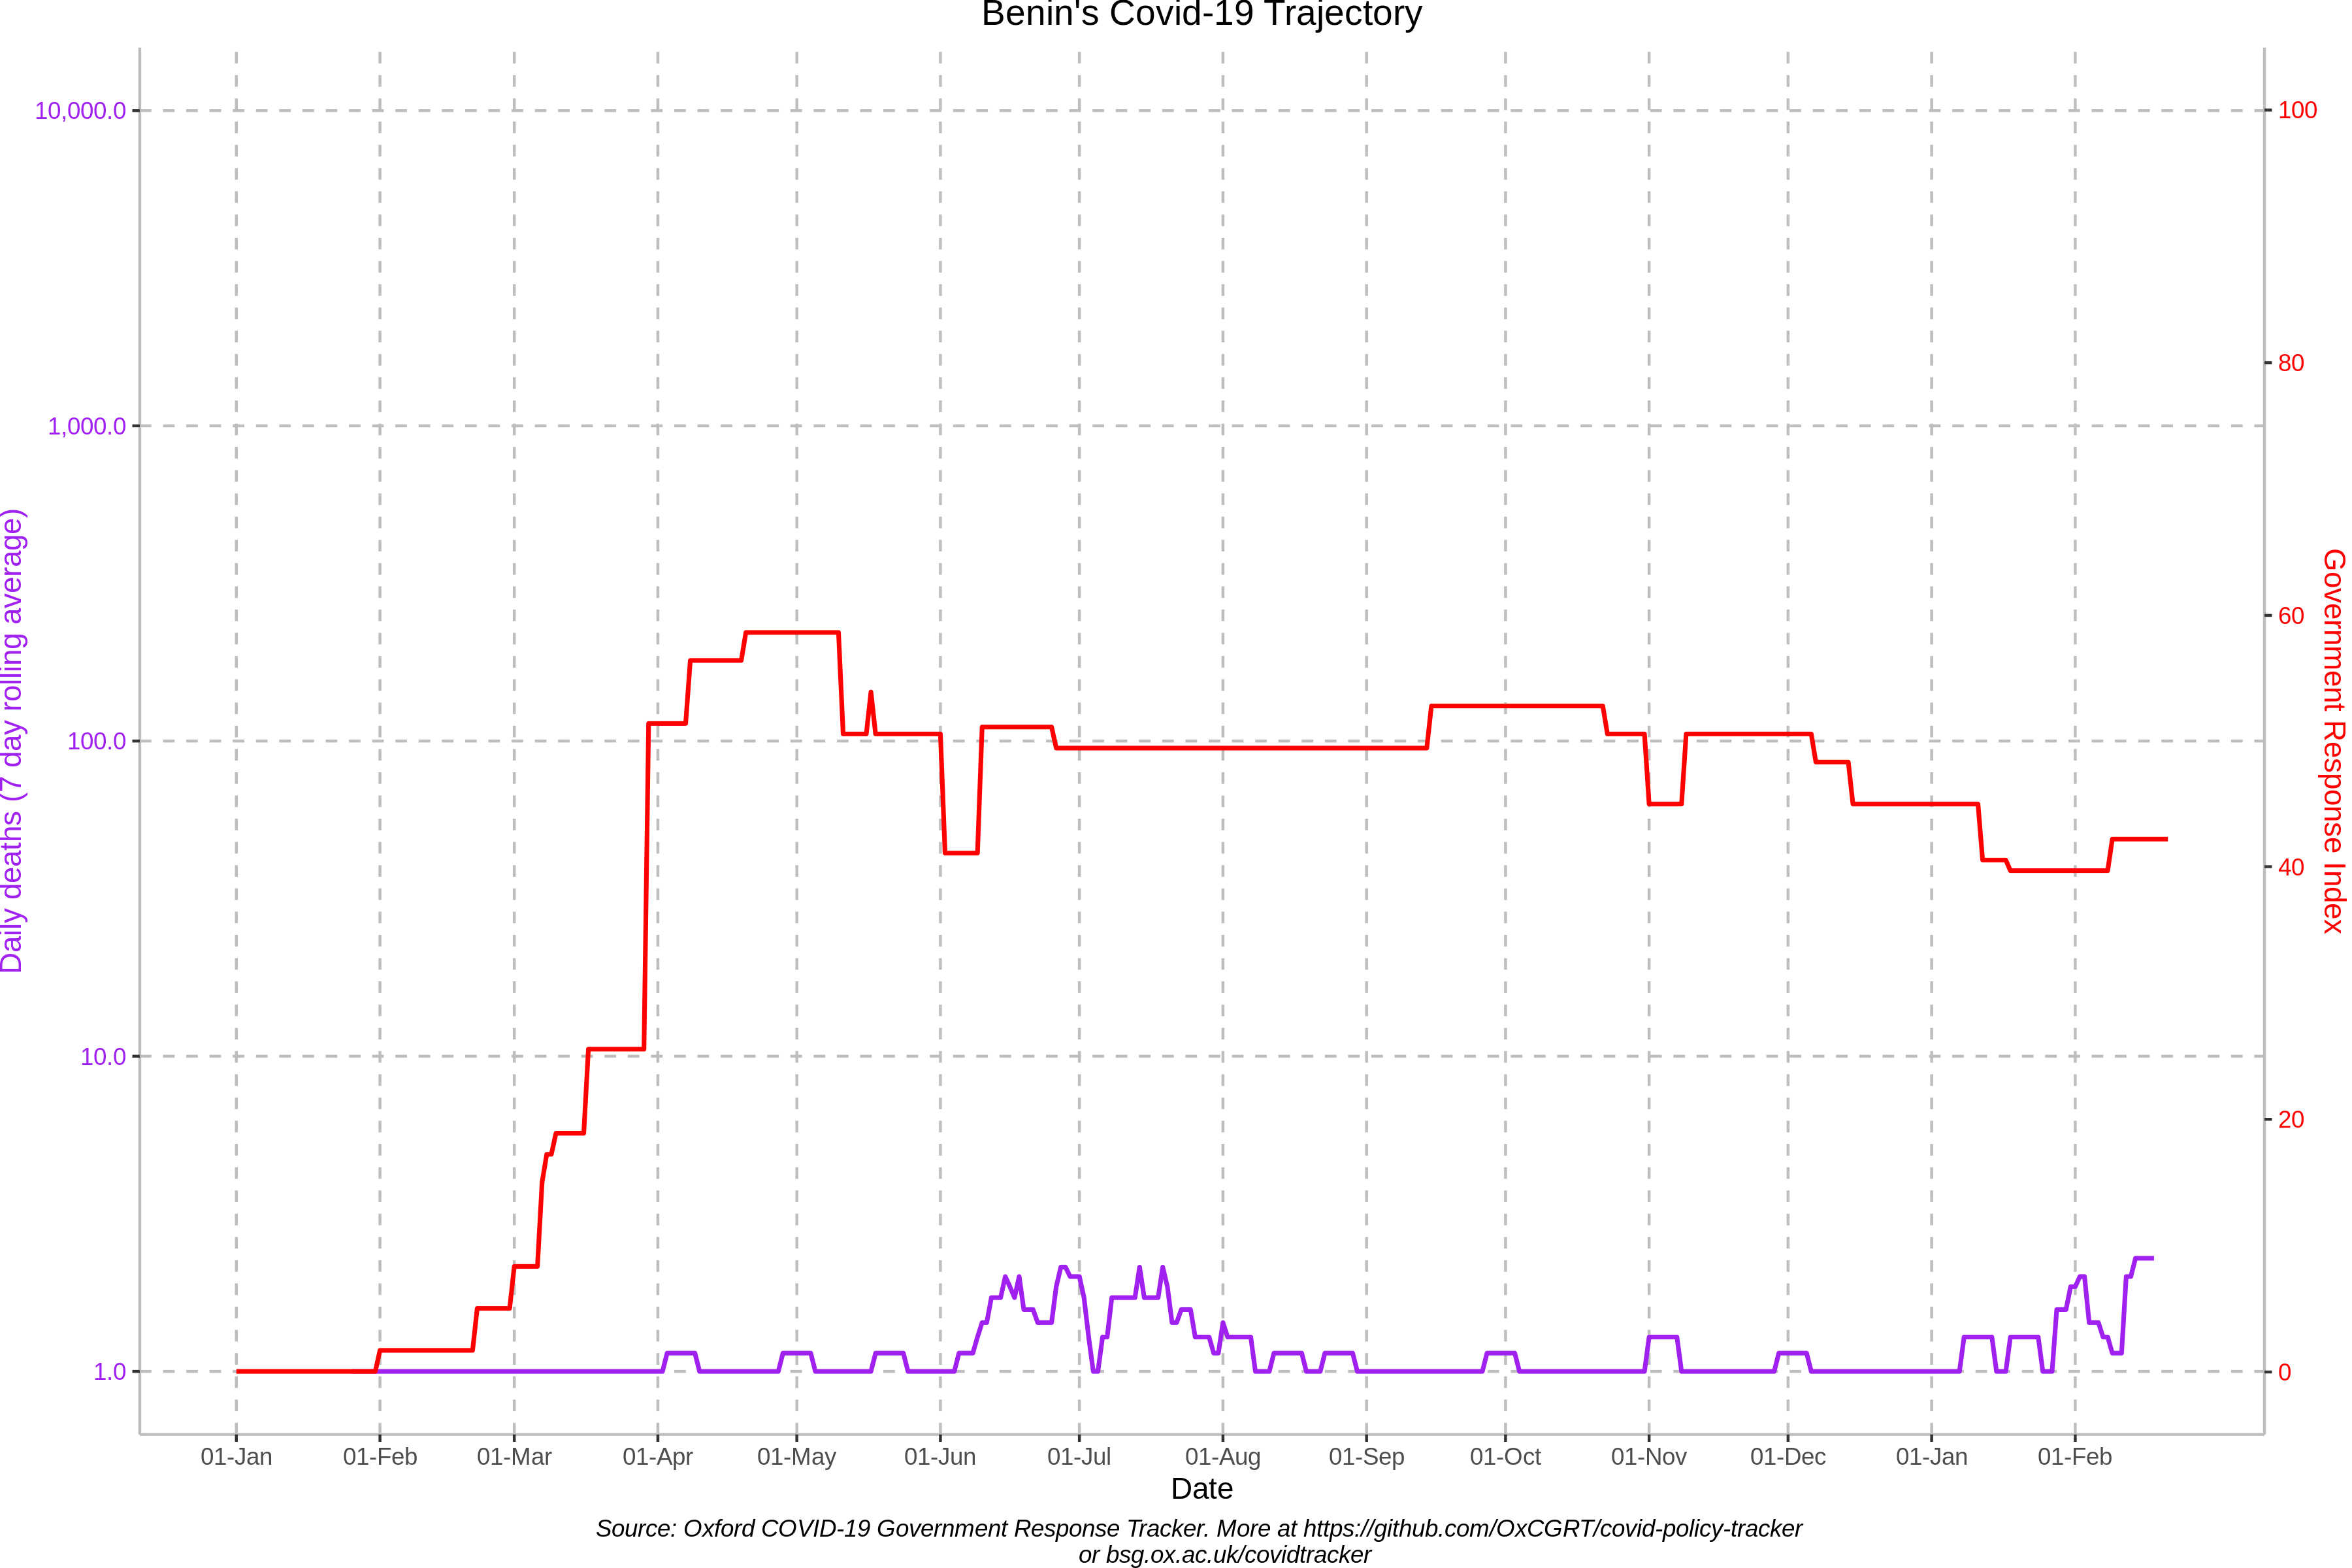 Benin's Covid-19 Trajectory
Daily deaths (7 day rolling average)
10,000.0
1,000.0
100.0
10.0
1.0
100
80
60
40
20
0
Government Response Index
01-Jan 01-Feb 01-Mar 01-Apr 01-May 01-Jun 01-Jul 01-Aug 01-Sep 01-Oct 01-Nov 01-Dec 01-Jan 01-Feb
Date
Source: Oxford COVID-19 Government Response Tracker. More at https://github.com/OxCGRT/covid-policy-tracker
or bsg.ox.ac.uk/covidtracker